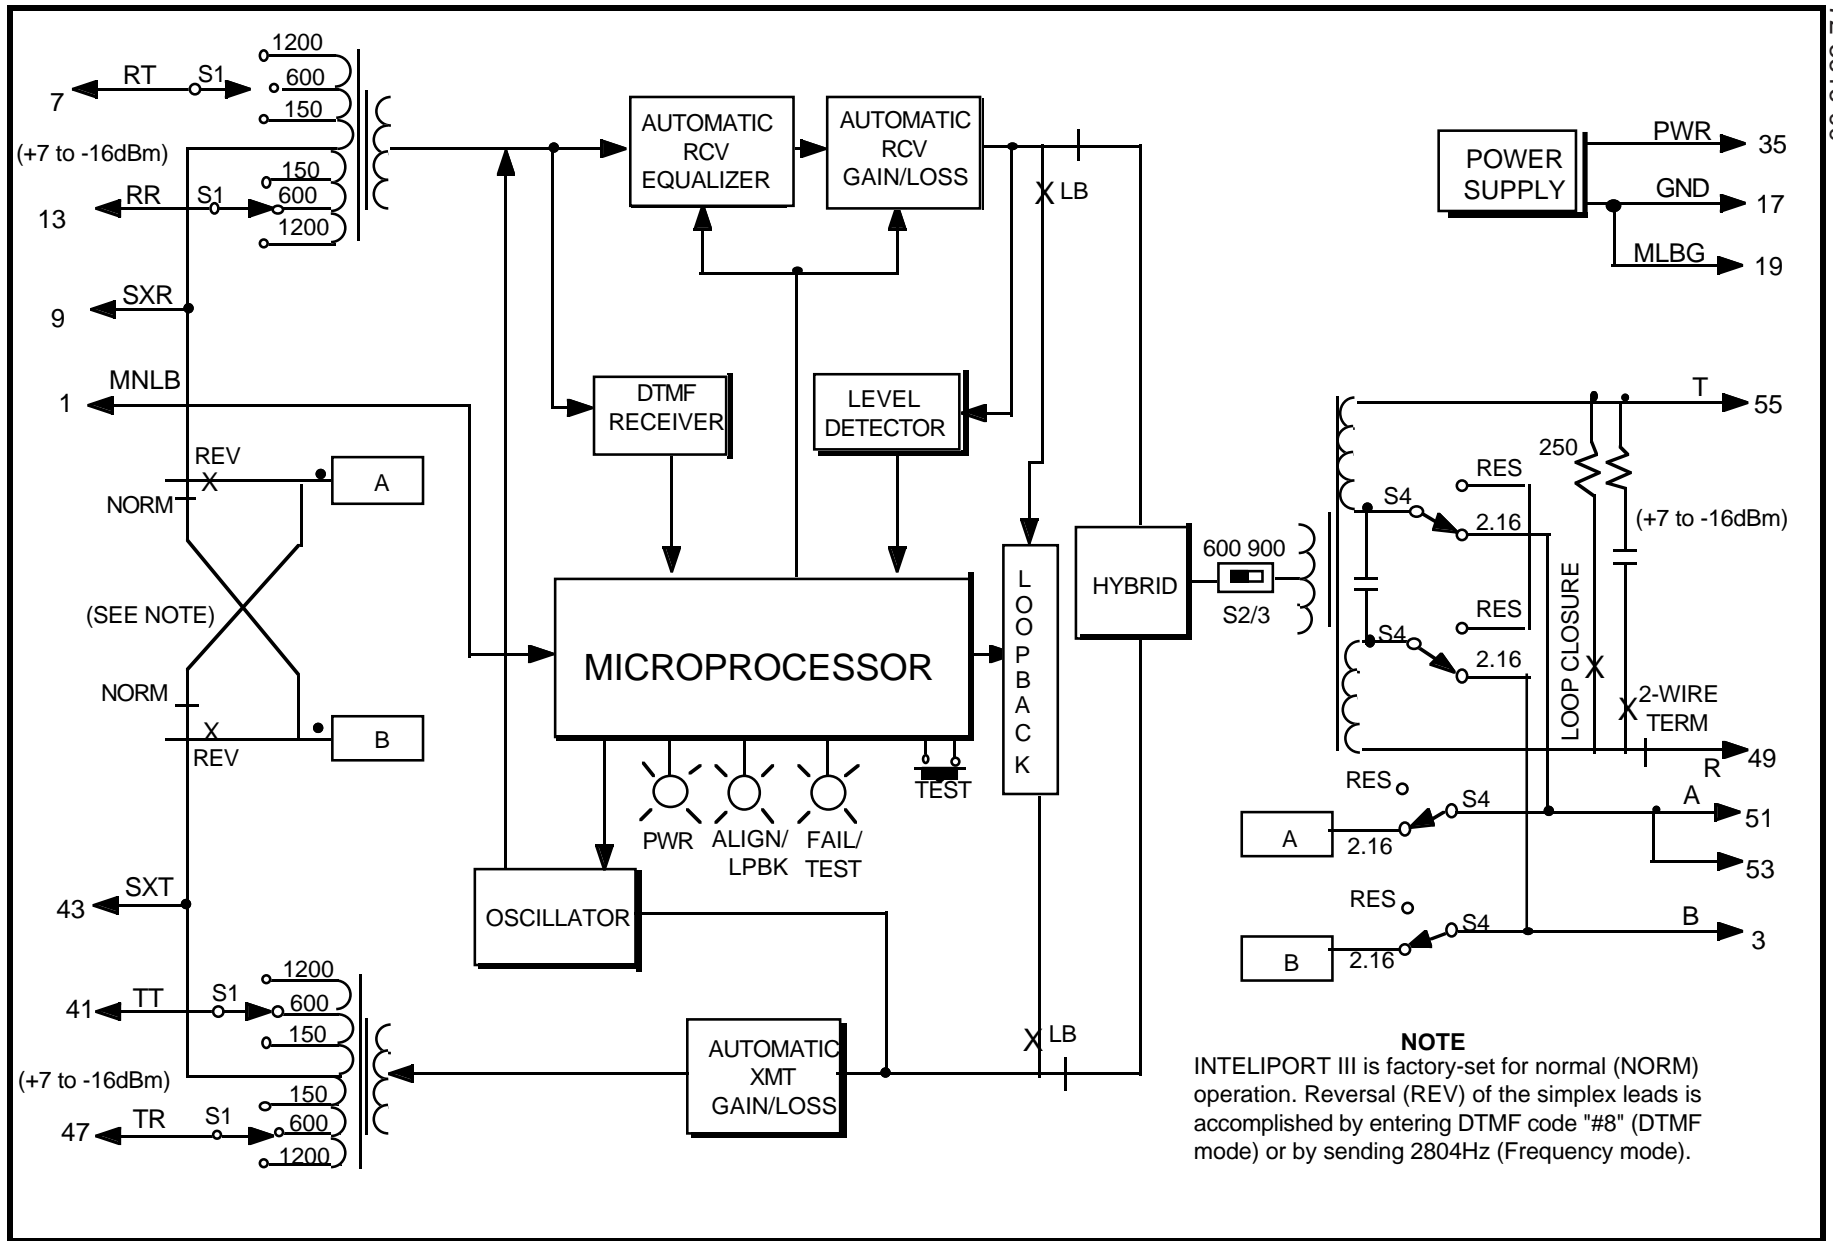 1200
RT
S1
600
7
150
(+7 to -16dBm)
150
RR
S1
600
13
1200
SXR
9
MNLB
1
REV
X
A
NORM
(SEE NOTE)
NORM
X
B
REV
SXT
43
1200
TT
S1
600
41
150
(+7 to -16dBm)
150
TR
S1
600
47
1200
AUTOMATIC
RCV
EQUALIZER
AUTOMATIC
RCV
GAIN/LOSS
X LB
DTMF
RECEIVER
LEVEL
DETECTOR
MICROPROCESSOR
LOOPBACK
HYBRID
600 900
S2/3
PWR
ALIGN/
LPBK
FAIL/
TEST
TEST
OSCILLATOR
AUTOMATIC
XMT
GAIN/LOSS
X LB
POWER
SUPPLY
PWR
35
GND
17
MLBG
19
T
55
250
RES
S4
2.16
(+7 to -16dBm)
RES
S4
2.16
LOOP CLOSURE
X
X
2-WIRE
TERM
49
R
RES
S4
A
51
A
2.16
53
RES
S4
B
3
B
2.16
NOTE
INTELIPORT III is factory-set for normal (NORM)
operation. Reversal (REV) of the simplex leads is
accomplished by entering DTMF code "#8" (DTMF
mode) or by sending 2804Hz (Frequency mode).